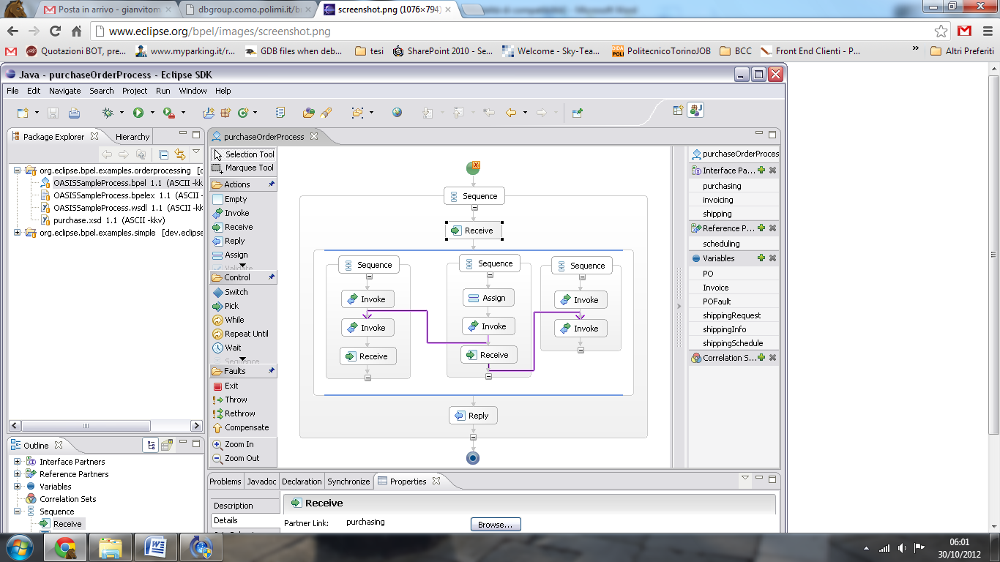 Posta in arrivo - gianvitom
dbgroup.como.polimi.it/b
screenshot.png (1076×794)
Microsoft Word
www.eclipse.org/bpel/images/screenshot.png
Quotazioni BOT, pre...
www.myparking.it/r...
GDB files when deb...
tesi
SharePoint 2010 - Se...
Welcome - Sky-Tea...
PolitecnicoTorinoJOB
BCC
Front End Clienti - P...
»
Altri Preferiti
Java - purchaseOrderProcess - Eclipse SDK
File Edit Navigate Search Project Run Window Help
Package Explorer
Hierarchy
org.eclipse.bpel.examples.orderprocessing [c
OASISSampleProcess.bpel 1.1 (ASCII -kk
OASISSampleProcess.bpelex 1.1 (ASCII -
OASISSampleProcess.wsdl 1.1 (ASCII -kk
purchase.xsd 1.1 (ASCII -kkv)
org.eclipse.bpel.examples.simple [dev.eclipse
Outline
Interface Partners
Reference Partners
Variables
Correlation Sets
Sequence
Receive
purchaseOrderProcess
Selection Tool
Marquee Tool
Actions
Empty
Invoke
Receive
Reply
Assign
Validate
Control
Switch
Pick
While
Repeat Until
Wait
Sequence
Faults
Exit
Throw
Rethrow
Compensate
Zoom In
Zoom Out
Sequence
Receive
Sequence
Invoke
Invoke
Receive
Sequence
Assign
Invoke
Receive
Sequence
Invoke
Invoke
Reply
purchaseOrderProces
Interface Pa...
purchasing
invoicing
shipping
Reference P...
scheduling
Variables
PO
Invoice
POFault
shippingRequest
shippingInfo
shippingSchedule
Correlation S...
Problems
Javadoc
Declaration
Synchronize
Properties
Description
Details
Receive
Partner Link:
purchasing
Browse...
06:01
30/10/2012